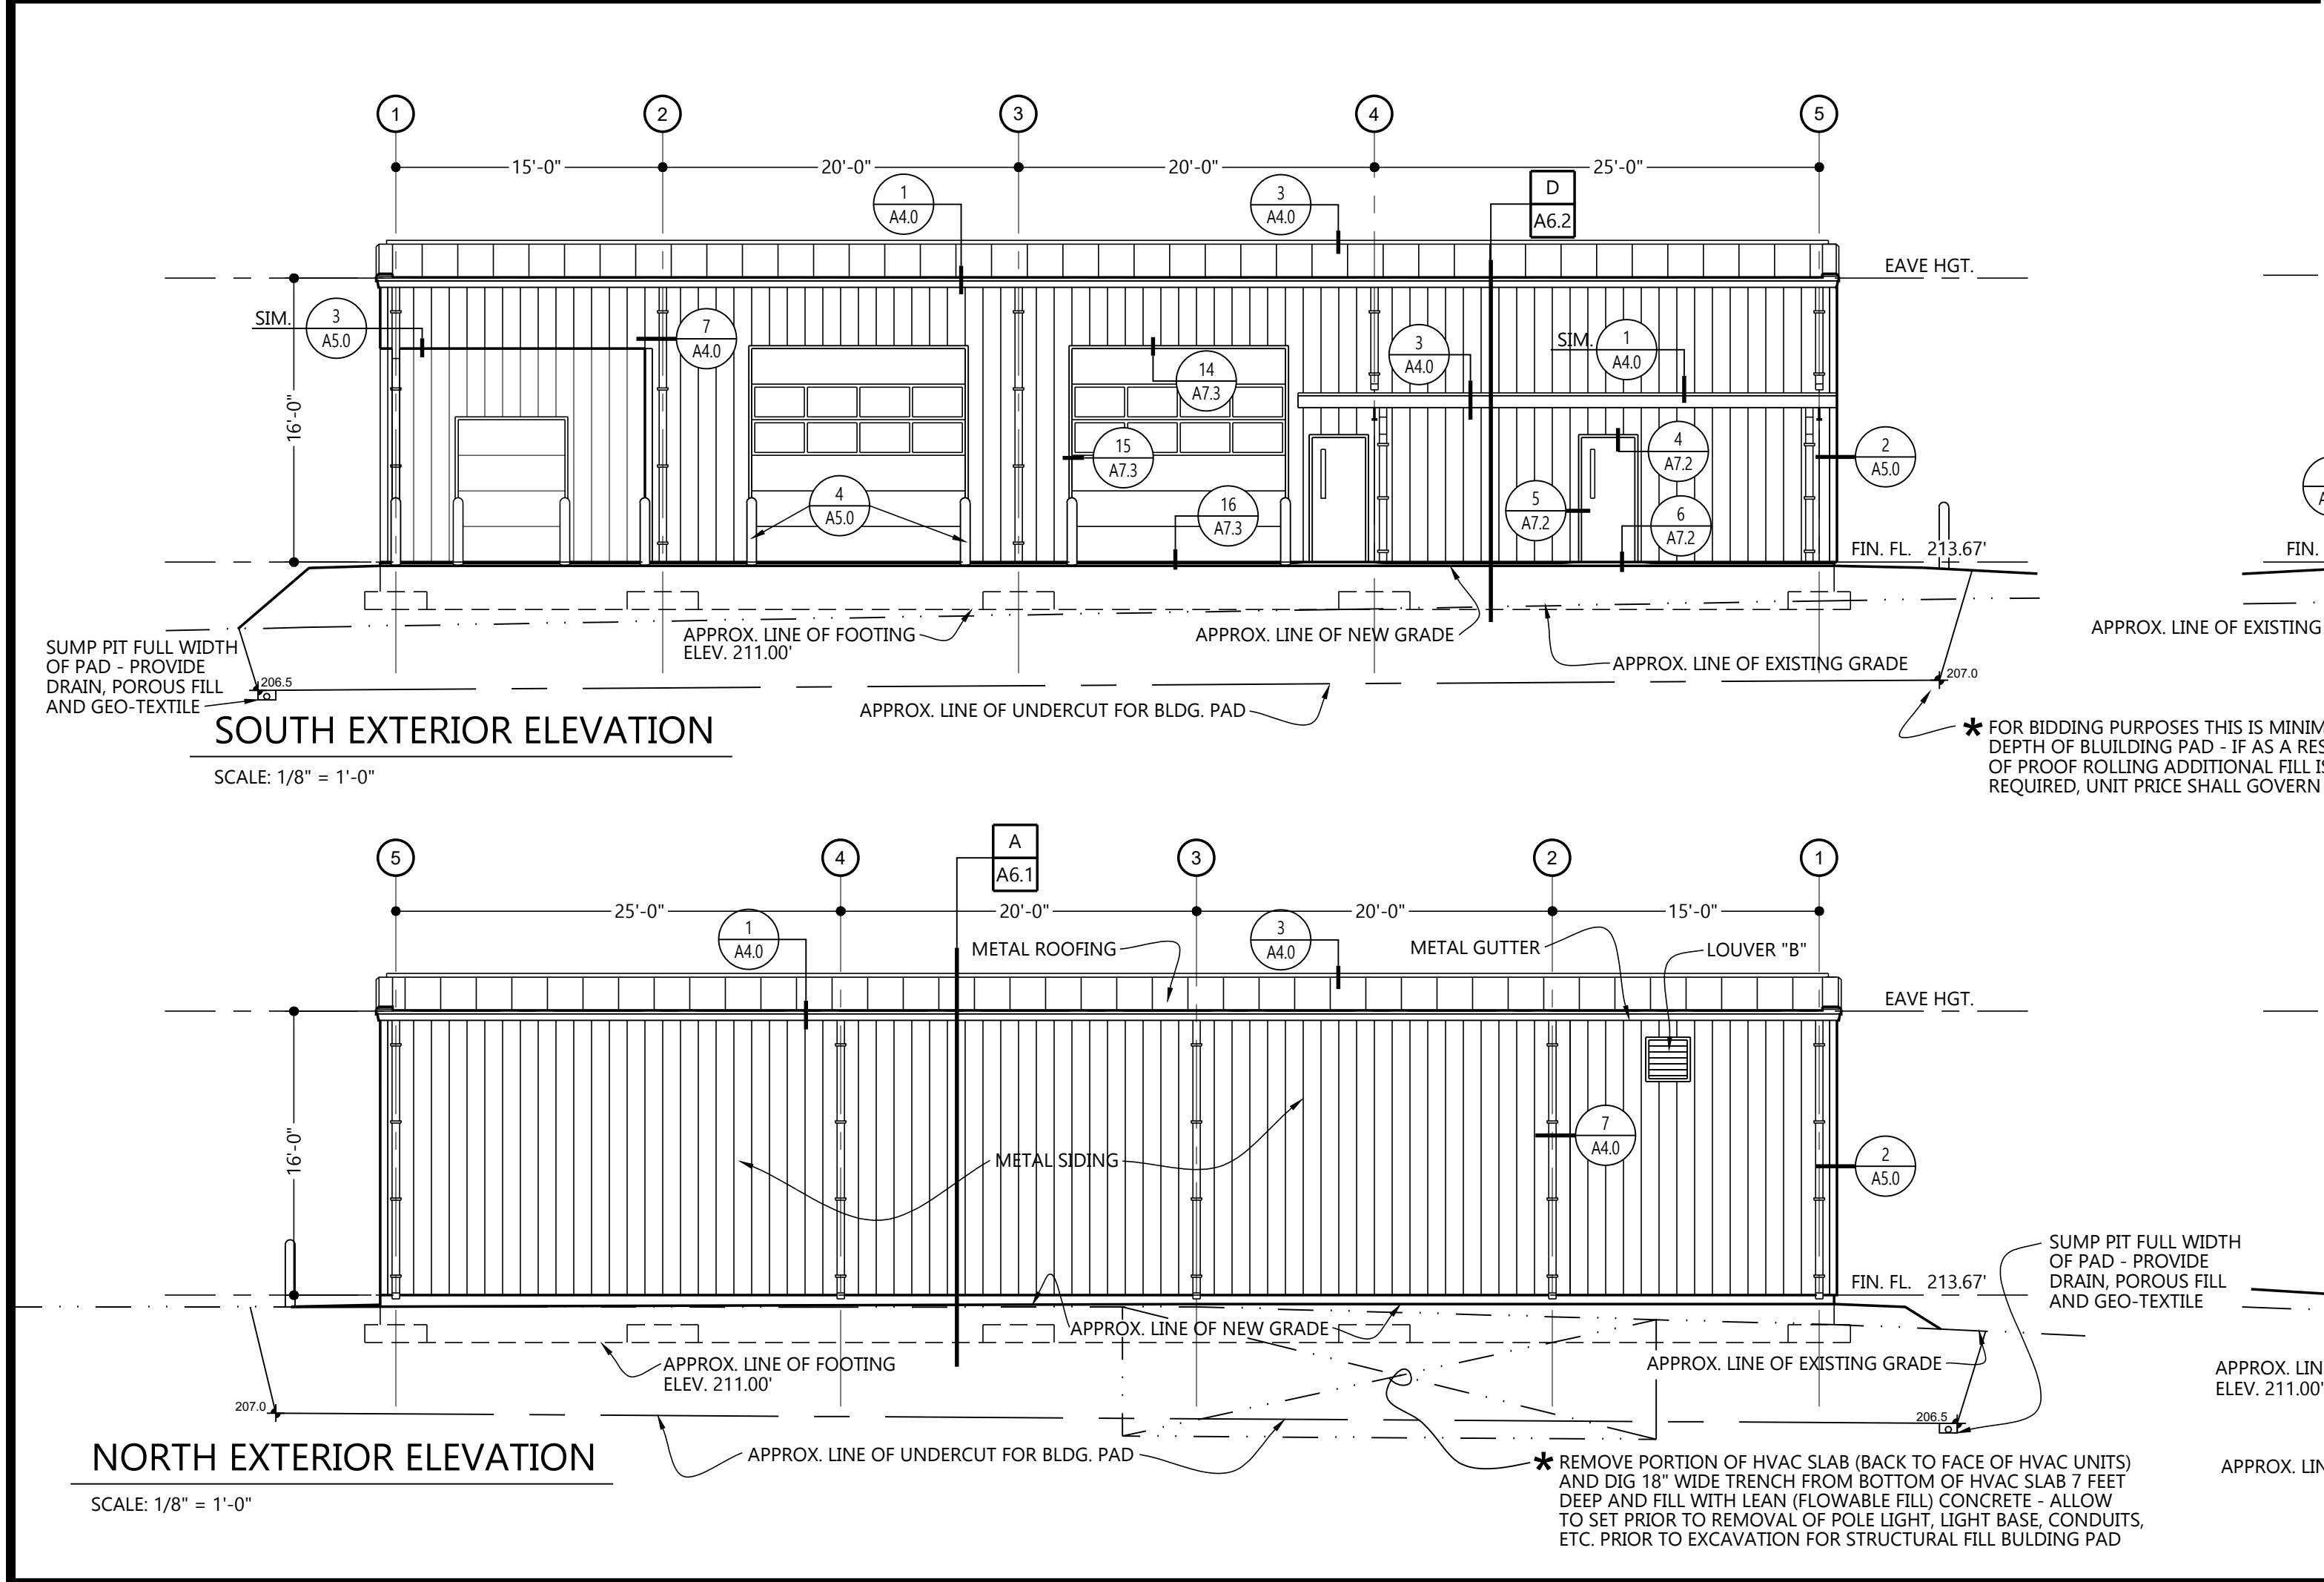 1
2
3
4
5
15'-0"
20'-0"
20'-0"
25'-0"
1
A4.0
3
A4.0
D
A6.2
EAVE HGT.
SIM.
3
A5.0
7
A4.0
14
A7.3
3
A4.0
SIM.
1
A4.0
16'-0"
15
A7.3
4
A7.2
2
A5.0
4
A5.0
16
A7.3
5
A7.2
6
A7.2
FIN. FL. 213.67'
FIN.
SUMP PIT FULL WIDTH
OF PAD - PROVIDE
DRAIN, POROUS FILL
AND GEO-TEXTILE
206.5
APPROX. LINE OF FOOTING
ELEV. 211.00'
APPROX. LINE OF NEW GRADE
APPROX. LINE OF EXISTING GRADE
APPROX. LINE OF EXISTING
207.0
APPROX. LINE OF UNDERCUT FOR BLDG. PAD
SOUTH EXTERIOR ELEVATION
SCALE: 1/8" = 1'-0"
* FOR BIDDING PURPOSES THIS IS MINIM
DEPTH OF BLUILDING PAD - IF AS A RES
OF PROOF ROLLING ADDITIONAL FILL IS
REQUIRED, UNIT PRICE SHALL GOVERN
5
4
3
2
1
A
A6.1
25'-0"
20'-0"
20'-0"
15'-0"
1
A4.0
METAL ROOFING
3
A4.0
METAL GUTTER
LOUVER "B"
EAVE HGT.
16'-0"
METAL SIDING
7
A4.0
2
A5.0
FIN. FL. 213.67'
SUMP PIT FULL WIDTH
OF PAD - PROVIDE
DRAIN, POROUS FILL
AND GEO-TEXTILE
APPROX. LINE OF NEW GRADE
APPROX. LINE OF FOOTING
ELEV. 211.00'
APPROX. LINE OF EXISTING GRADE
APPROX. LIN
ELEV. 211.00'
207.0
206.5
APPROX. LINE OF UNDERCUT FOR BLDG. PAD
APPROX. LIN
NORTH EXTERIOR ELEVATION
SCALE: 1/8" = 1'-0"
* REMOVE PORTION OF HVAC SLAB (BACK TO FACE OF HVAC UNITS)
AND DIG 18" WIDE TRENCH FROM BOTTOM OF HVAC SLAB 7 FEET
DEEP AND FILL WITH LEAN (FLOWABLE FILL) CONCRETE - ALLOW
TO SET PRIOR TO REMOVAL OF POLE LIGHT, LIGHT BASE, CONDUITS,
ETC. PRIOR TO EXCAVATION FOR STRUCTURAL FILL BULDING PAD